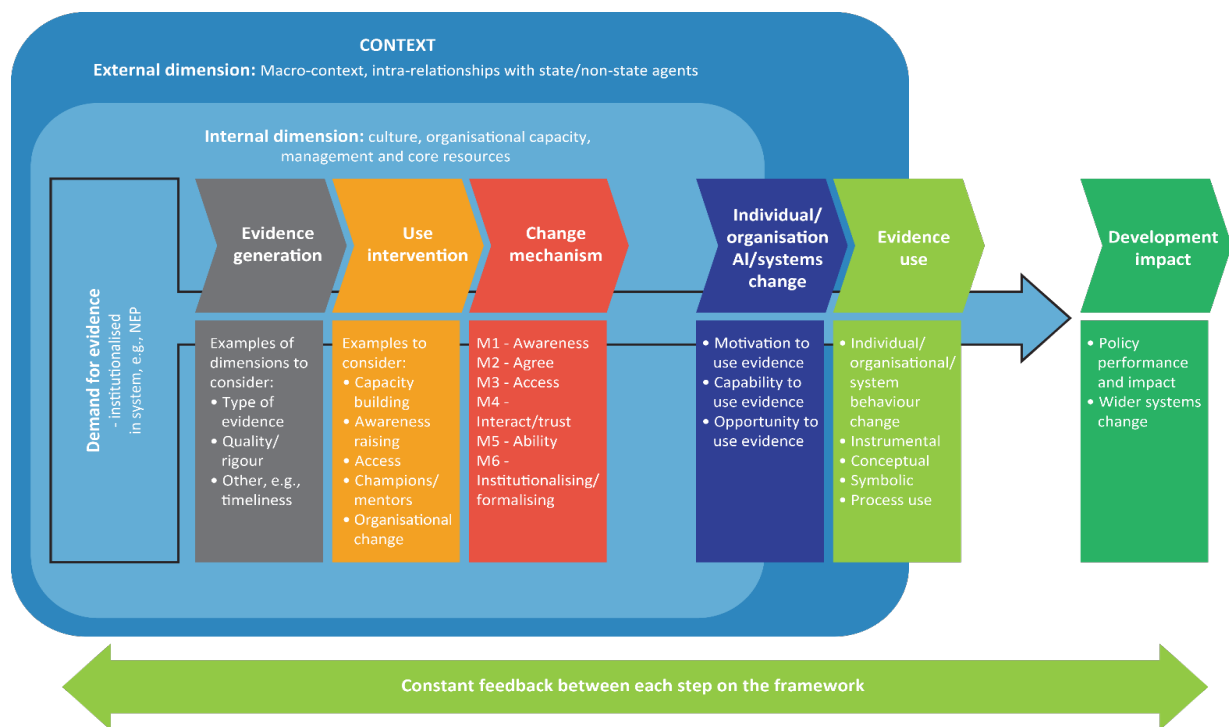 CONTEXT
External dimension: Macro-context, intra-relationships with state/non-state agents
Internal dimension: culture, organisational capacity,
management and core resources
Demand for evidence
- institutionalised
in system, e.g., NEP
Evidence
generation
Examples of
dimensions to
consider:
• Type of
evidence
• Quality/
rigour
• Other, e.g.,
timeliness
Use
intervention
Examples to
consider:
• Capacity
building
• Awareness
raising
• Access
• Champions/
mentors
• Organisational
change
Change
mechanism
M1 - Awareness
M2 - Agree
M3 - Access
M4 -
Interact/trust
M5 - Ability
M6 -
Institutionalising/
formalising
Individual/
organisation
Al/systems
change
• Motivation to
use evidence
• Capability to
use evidence
• Opportunity to
use evidence
Evidence
use
• Individual/
organisational/
system
behaviour
change
• Instrumental
• Conceptual
• Symbolic
• Process use
Development
impact
• Policy
performance
and impact
• Wider systems
change
Constant feedback between each step on the framework